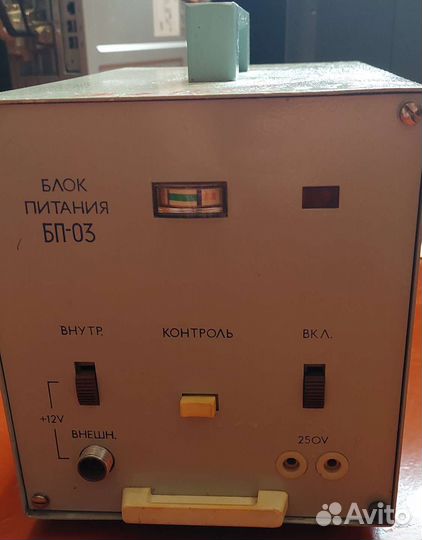 БЛОК
ПИТАНИЯ
БП-03
ВНУТР.
КОНТРОЛЬ
ВКЛ.
+12V
ВНЕШН.
250V
Avito